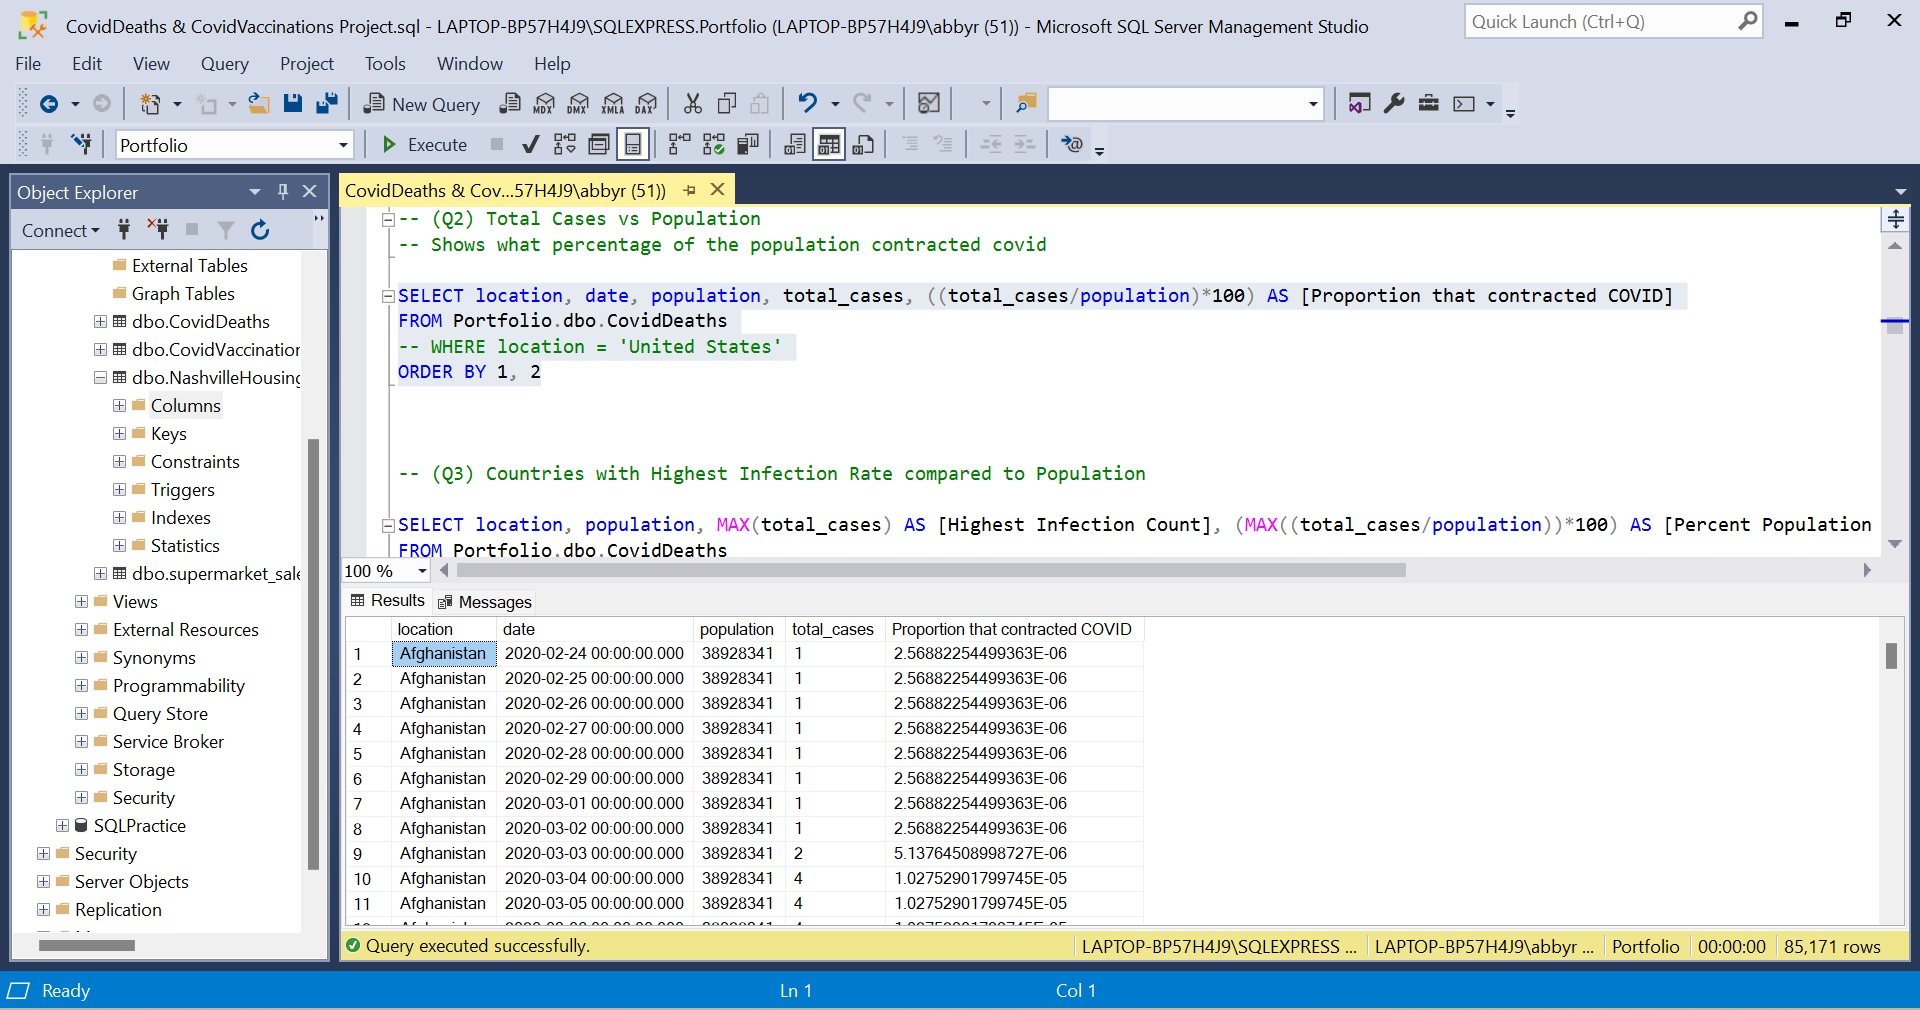 CovidDeaths & CovidVaccinations Project.sql - LAPTOP-BP57H4J9\SQLEXPRESS.Portfolio (LAPTOP-BP57H4J9\abbyr (51)) - Microsoft SQL Server Management Studio
Quick Launch (Ctrl+Q)
File Edit View Query Project Tools Window Help
New Query MDX DMX XMLA DAX
Portfolio Execute
Object Explorer
Connect
External Tables
Graph Tables
dbo.CovidDeaths
dbo.CovidVaccination
dbo.NashvilleHousing
Columns
Keys
Constraints
Triggers
Indexes
Statistics
dbo.supermarket_sale
Views
External Resources
Synonyms
Programmability
Query Store
Service Broker
Storage
Security
SQLPractice
Security
Server Objects
Replication
CovidDeaths & Cov...57H4J9\abbyr (51))
-- (Q2) Total Cases vs Population
-- Shows what percentage of the population contracted covid
SELECT location, date, population, total_cases, ((total_cases/population)*100) AS [Proportion that contracted COVID]
FROM Portfolio.dbo.CovidDeaths
-- WHERE location = 'United States'
ORDER BY 1, 2
-- (Q3) Countries with Highest Infection Rate compared to Population
SELECT location, population, MAX(total_cases) AS [Highest Infection Count], (MAX((total_cases/population))*100) AS [Percent Population
FROM Portfolio.dbo.CovidDeaths
100 %
Results Messages
location date population total_cases Proportion that contracted COVID
1 Afghanistan 2020-02-24 00:00:00.000 38928341 1 2.56882254499363E-06
2 Afghanistan 2020-02-25 00:00:00.000 38928341 1 2.56882254499363E-06
3 Afghanistan 2020-02-26 00:00:00.000 38928341 1 2.56882254499363E-06
4 Afghanistan 2020-02-27 00:00:00.000 38928341 1 2.56882254499363E-06
5 Afghanistan 2020-02-28 00:00:00.000 38928341 1 2.56882254499363E-06
6 Afghanistan 2020-02-29 00:00:00.000 38928341 1 2.56882254499363E-06
7 Afghanistan 2020-03-01 00:00:00.000 38928341 1 2.56882254499363E-06
8 Afghanistan 2020-03-02 00:00:00.000 38928341 1 2.56882254499363E-06
9 Afghanistan 2020-03-03 00:00:00.000 38928341 2 5.13764508998727E-06
10 Afghanistan 2020-03-04 00:00:00.000 38928341 4 1.02752901799745E-05
11 Afghanistan 2020-03-05 00:00:00.000 38928341 4 1.02752901799745E-05
Query executed successfully. LAPTOP-BP57H4J9\SQLEXPRESS ... LAPTOP-BP57H4J9\abbyr ... Portfolio 00:00:00 85,171 rows
Ready Ln 1 Col 1